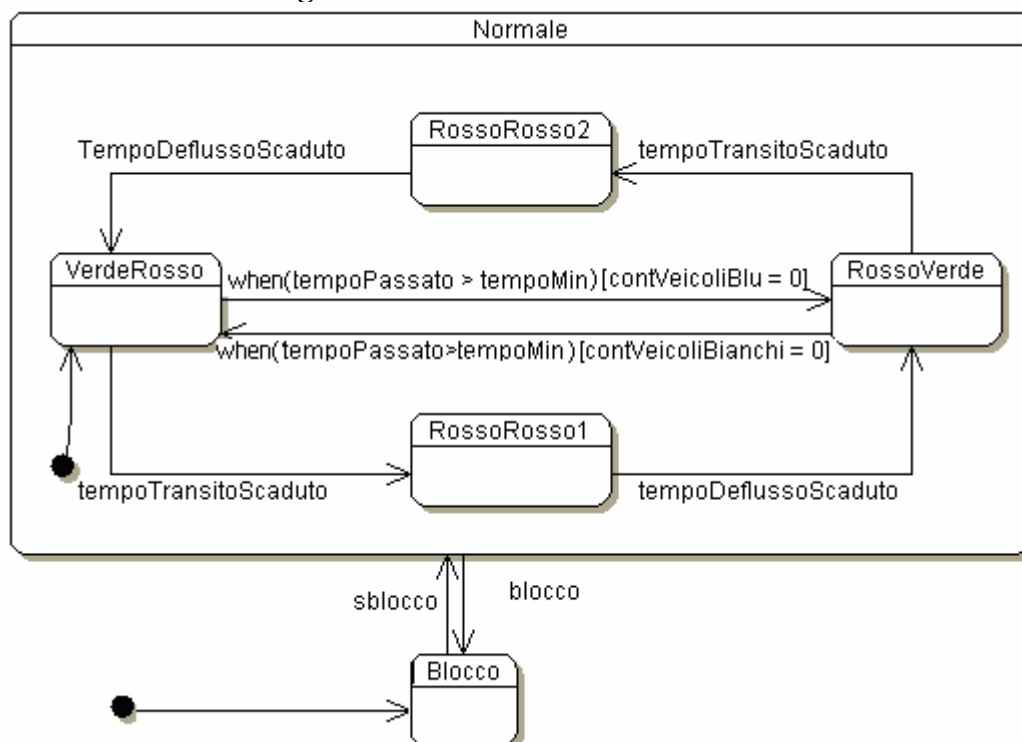 Normale
RossoRosso2
TempoDeflussoScaduto
tempoTransitoScaduto
VerdeRosso
RossoVerde
when(tempoPassato > tempoMin)[contVeicoliBlu = 0]
when(tempoPassato>tempoMin)[contVeicoliBianchi = 0]
RossoRosso1
tempoTransitoScaduto
tempoDeflussoScaduto
sblocco
blocco
Blocco